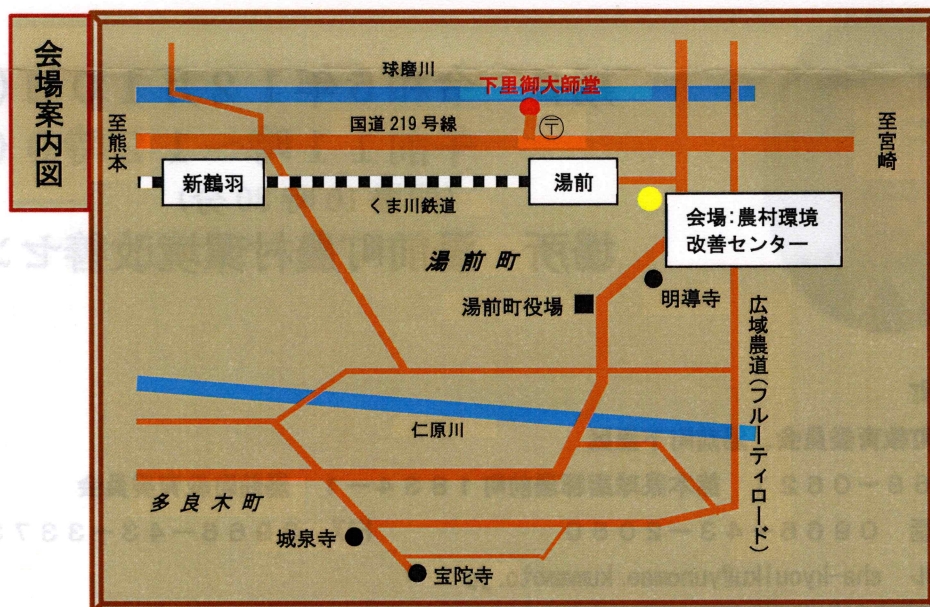 会場案内図
球磨川
下里御大師堂
〒
国道219号線
至熊本
至宮崎
新鶴羽
湯前
くま川鉄道
会場:農村環境
改善センター
湯前町
明導寺
湯前町役場
広域農道(フルーティロード)
仁原川
多良木町
城泉寺
宝陀寺